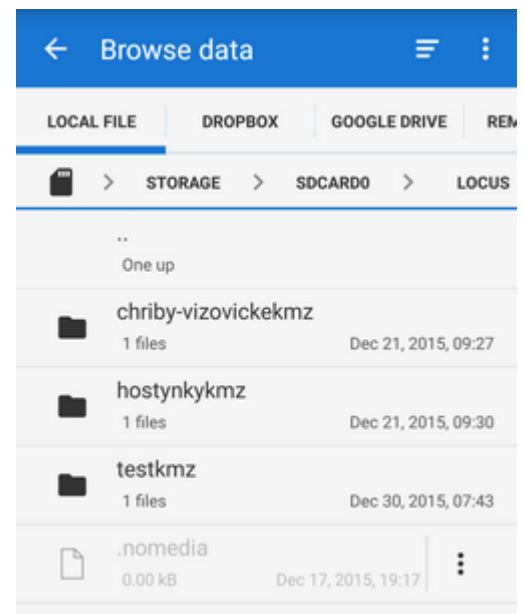 Browse data
LOCAL FILE DROPBOX GOOGLE DRIVE REM
STORAGE > SDCARD0 > LOCUS
..
One up
chriby-vizovickekmz
1 files Dec 21, 2015, 09:27
hostynkykmz
1 files Dec 21, 2015, 09:30
testkmz
1 files Dec 30, 2015, 07:43
.nomedia
0.00 kB Dec 17, 2015, 19:17